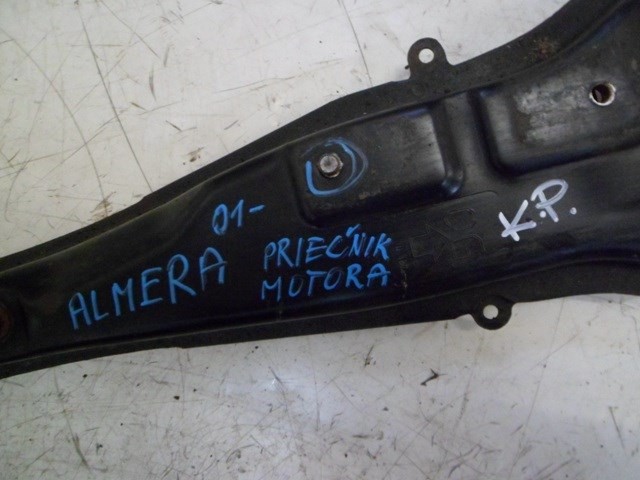 01-
ALMERA
PRIEČNIK
MOTORA
K.P.